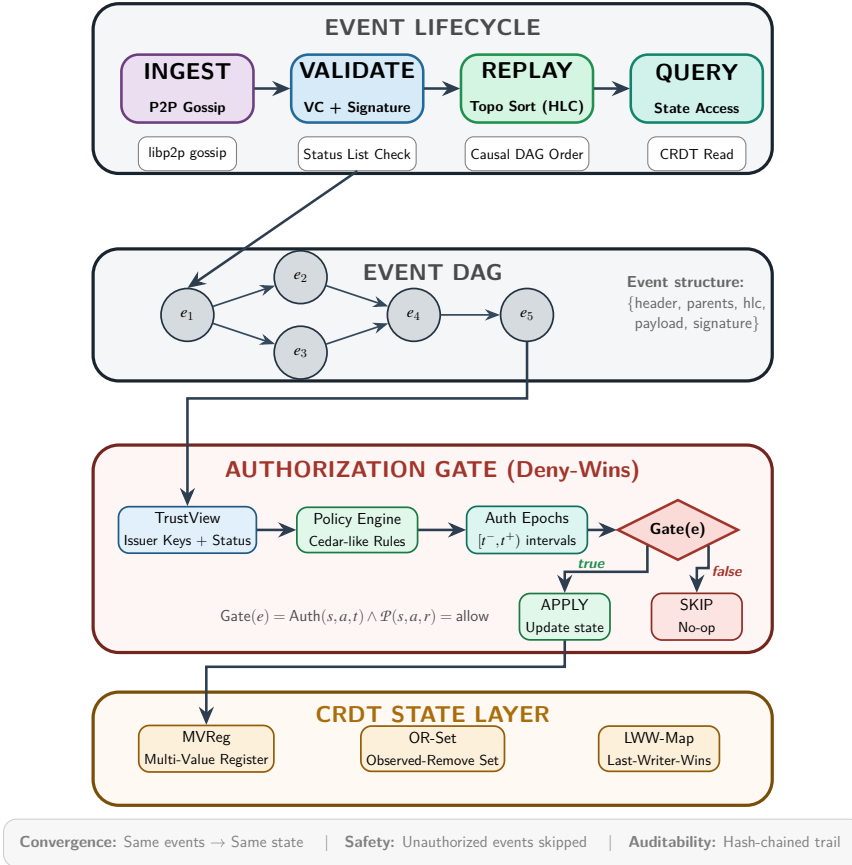 EVENT LIFECYCLE
INGEST
P2P Gossip
VALIDATE
VC + Signature
REPLAY
Topo Sort (HLC)
QUERY
State Access
libp2p gossip
Status List Check
Causal DAG Order
CRDT Read
EVENT DAG
e₁
e₂
e₃
e₄
e₅
Event structure:
{header, parents, hlc,
payload, signature}
AUTHORIZATION GATE (Deny-Wins)
TrustView
Issuer Keys + Status
Policy Engine
Cedar-like Rules
Auth Epochs
[t⁻, t⁺) intervals
Gate(e)
true
false
APPLY
Update state
SKIP
No-op
Gate(e) = Auth(s, a, t) ∧ 𝒫(s, a, r) = allow
CRDT STATE LAYER
MVReg
Multi-Value Register
OR-Set
Observed-Remove Set
LWW-Map
Last-Writer-Wins
Convergence: Same events → Same state | Safety: Unauthorized events skipped | Auditability: Hash-chained trail